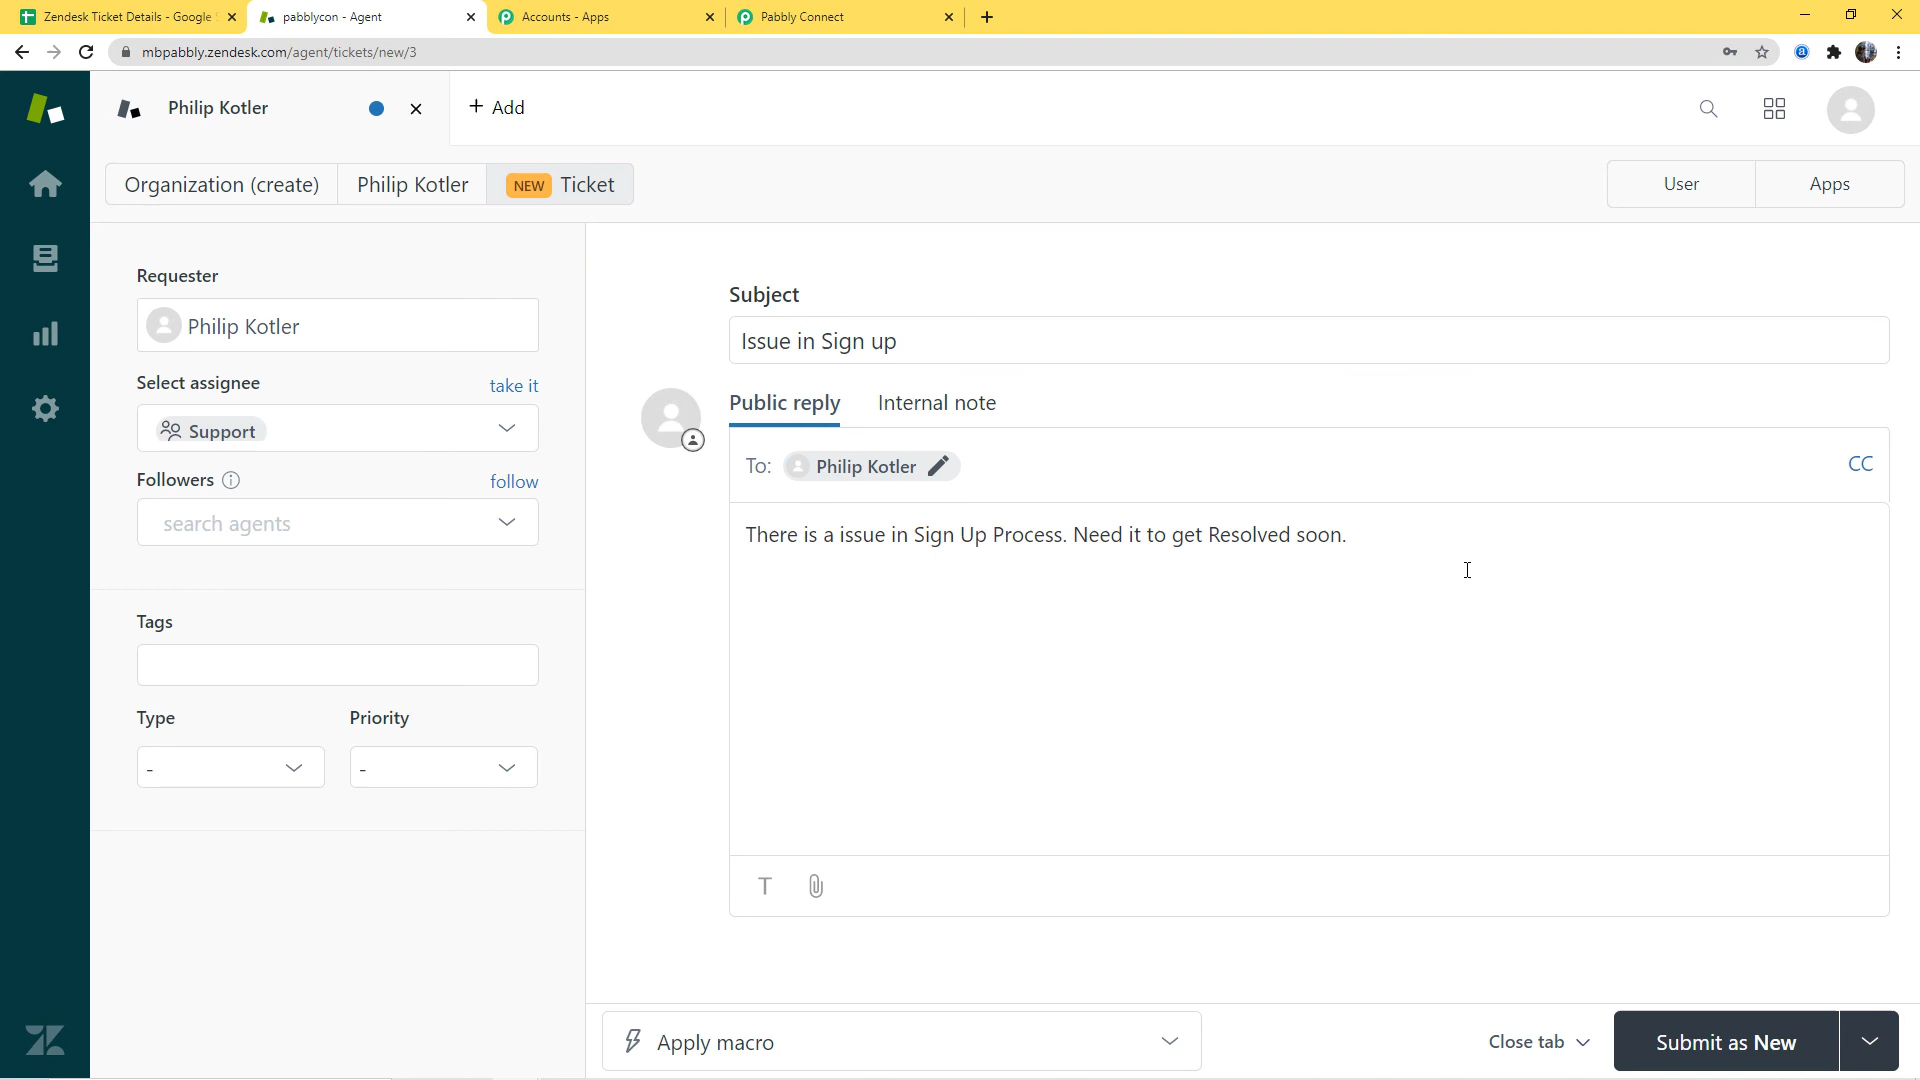 Zendesk Ticket Details - Google
pabblycon - Agent
Accounts - Apps
Pabbly Connect
mbpabbly.zendesk.com/agent/tickets/new/3
Philip Kotler
+ Add
Organization (create)
Philip Kotler
NEW Ticket
User
Apps
Requester
Philip Kotler
Select assignee
take it
Support
Followers
follow
search agents
Tags
Type
Priority
-
-
Subject
Issue in Sign up
Public reply
Internal note
To: Philip Kotler
CC
There is a issue in Sign Up Process. Need it to get Resolved soon.
T
Apply macro
Close tab
Submit as New